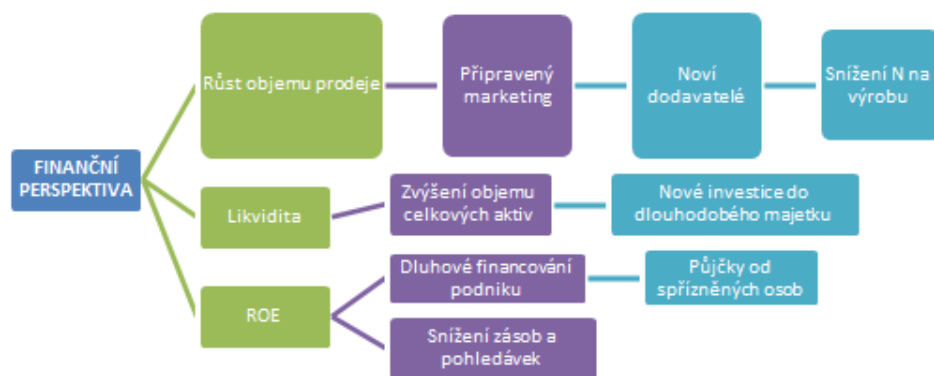 FINANČNÍ
PERSPEKTIVA
Růst objemu prodeje
Připravený
marketing
Noví
dodavatelé
Snížení N na
výrobu
Likvidita
Zvýšení objemu
celkových aktiv
Nové investice do
dlouhodobého majetku
ROE
Dluhové financování
podniku
Půjčky od
spřízněných osob
Snížení zásob a
pohledávek